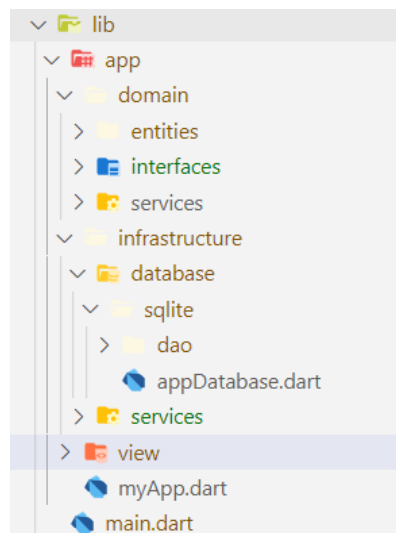 lib
app
domain
entities
interfaces
services
infrastructure
database
sqlite
dao
appDatabase.dart
services
view
myApp.dart
main.dart